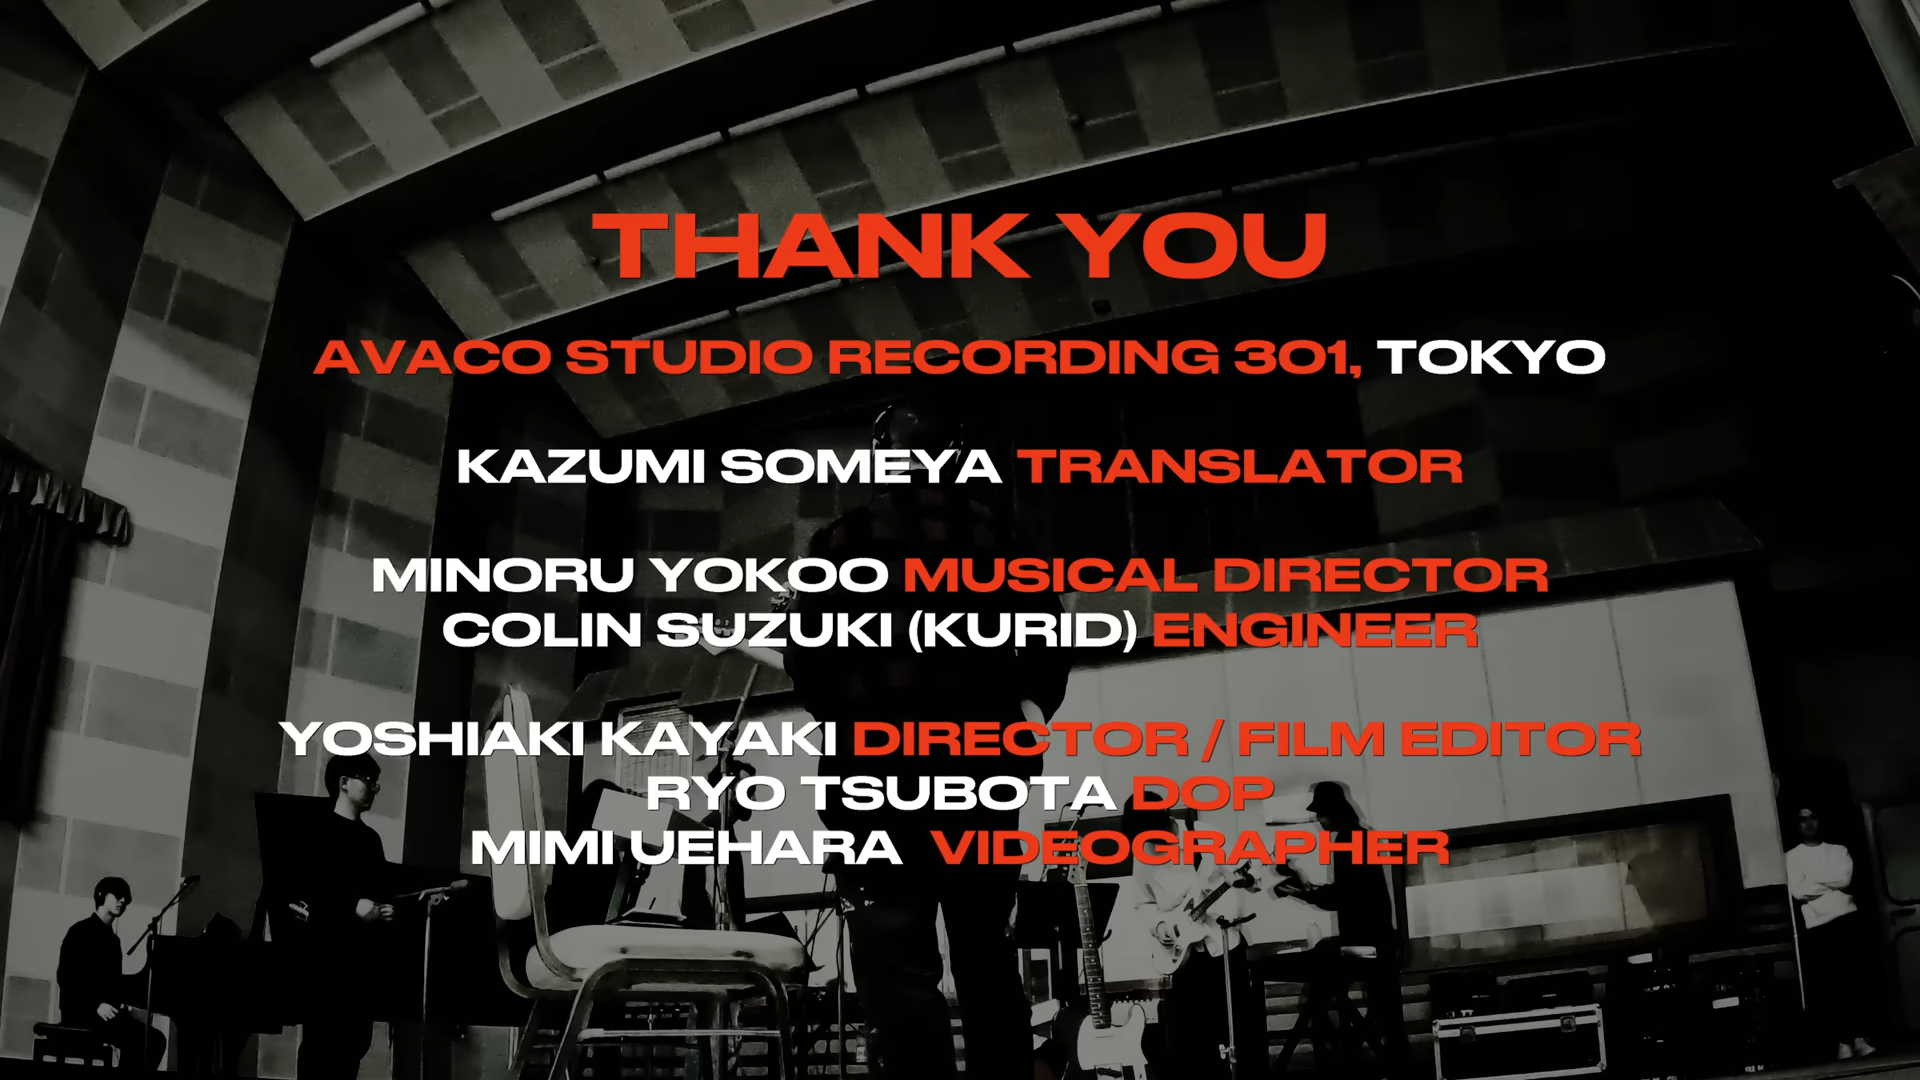 THANK YOU
AVACO STUDIO RECORDING 301, TOKYO
KAZUMI SOMEYA TRANSLATOR
MINORU YOKOO MUSICAL DIRECTOR
COLIN SUZUKI (KURID) ENGINEER
YOSHIAKI KAYAKI DIRECTOR / FILM EDITOR
RYO TSUBOTA DOP
MIMI UEHARA VIDEOGRAPHER